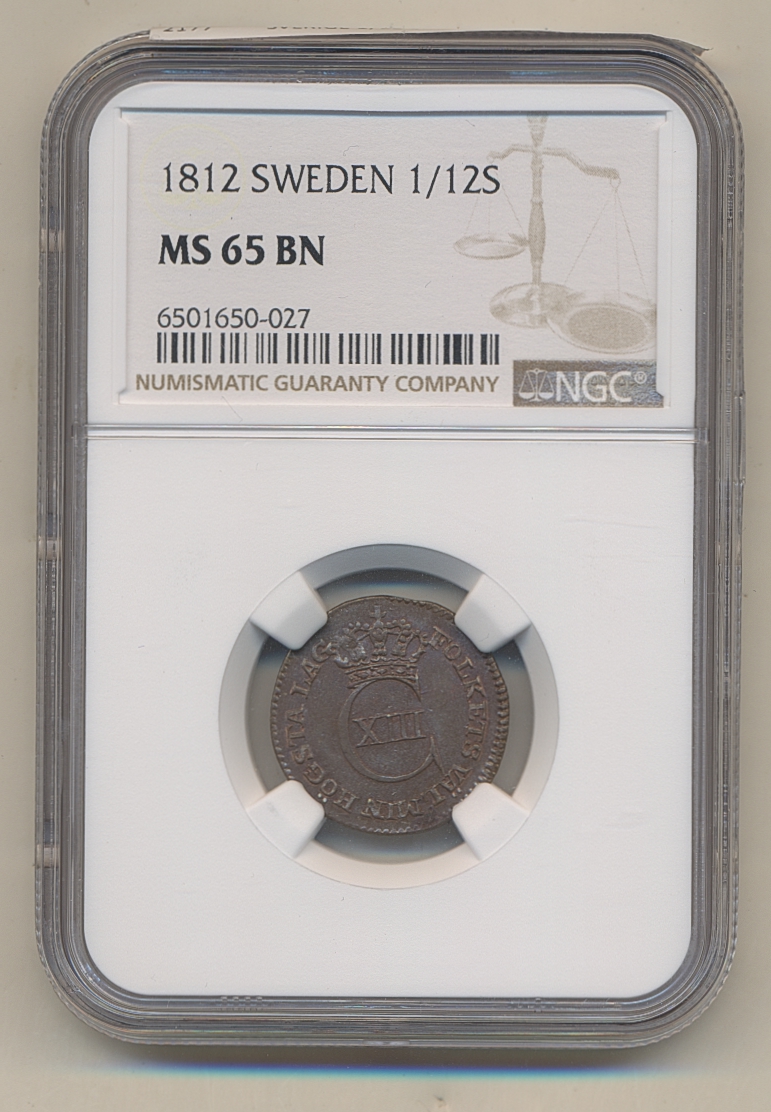 1812 SWEDEN 1/12S
MS 65 BN
6501650-027
NUMISMATIC GUARANTY COMPANY
NGC®
FOLKETS VÄL MIN HÖGSTA LAG
XIII